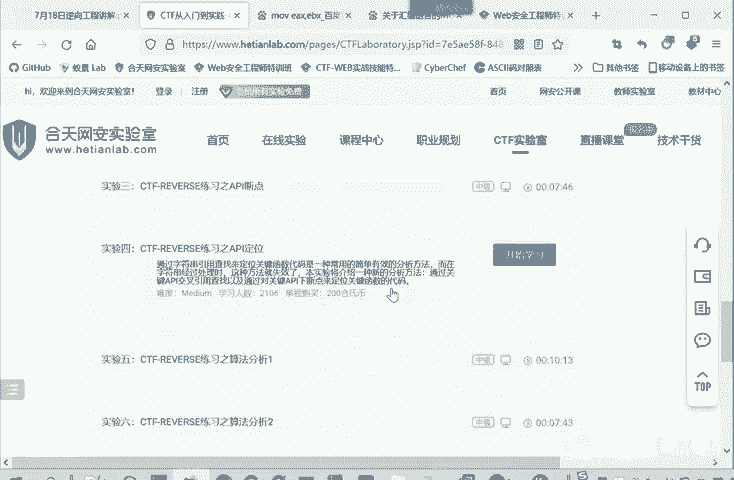 7月18日逆向工程讲解
CTF从入门到实践
mov eax,ebx_百度
关于汇编语言的
Web安全工程师特
https://www.hetianlab.com/pages/CTFLaboratory.jsp?id=7e5ae58f-848
GitHub
蚁景 Lab
合天网安实验室
Web安全工程师特训班
CTF-WEB实战技能特...
CyberChef
ASCII码对照表
其他书签
移动设备上的书签
hi，欢迎来到合天网安实验室！
登录
注册
首页
网安公开课
教师实验室
教材中心
合天网安实验室
www.hetianlab.com
首页
在线实验
课程中心
职业规划
CTF实验室
直播课堂
技术干货
实验三：CTF-REVERSE练习之API断点
中级
00:07:46
实验四：CTF-REVERSE练习之API定位
开始学习
通过字符串引用查找来定位关键函数代码是一种常用的简单有效的分析方法，而在
字符串经过处理时，这种方法就失效了，本实验将介绍一种新的分析方法：通过关
键API交叉引用查找以及通过对关键API下断点来定位关键函数的代码。
难度：Medium 学习人数：2106 单验购买：200合氏币
实验五：CTF-REVERSE练习之算法分析1
中级
00:10:13
实验六：CTF-REVERSE练习之算法分析2
中级
00:07:43
TOP